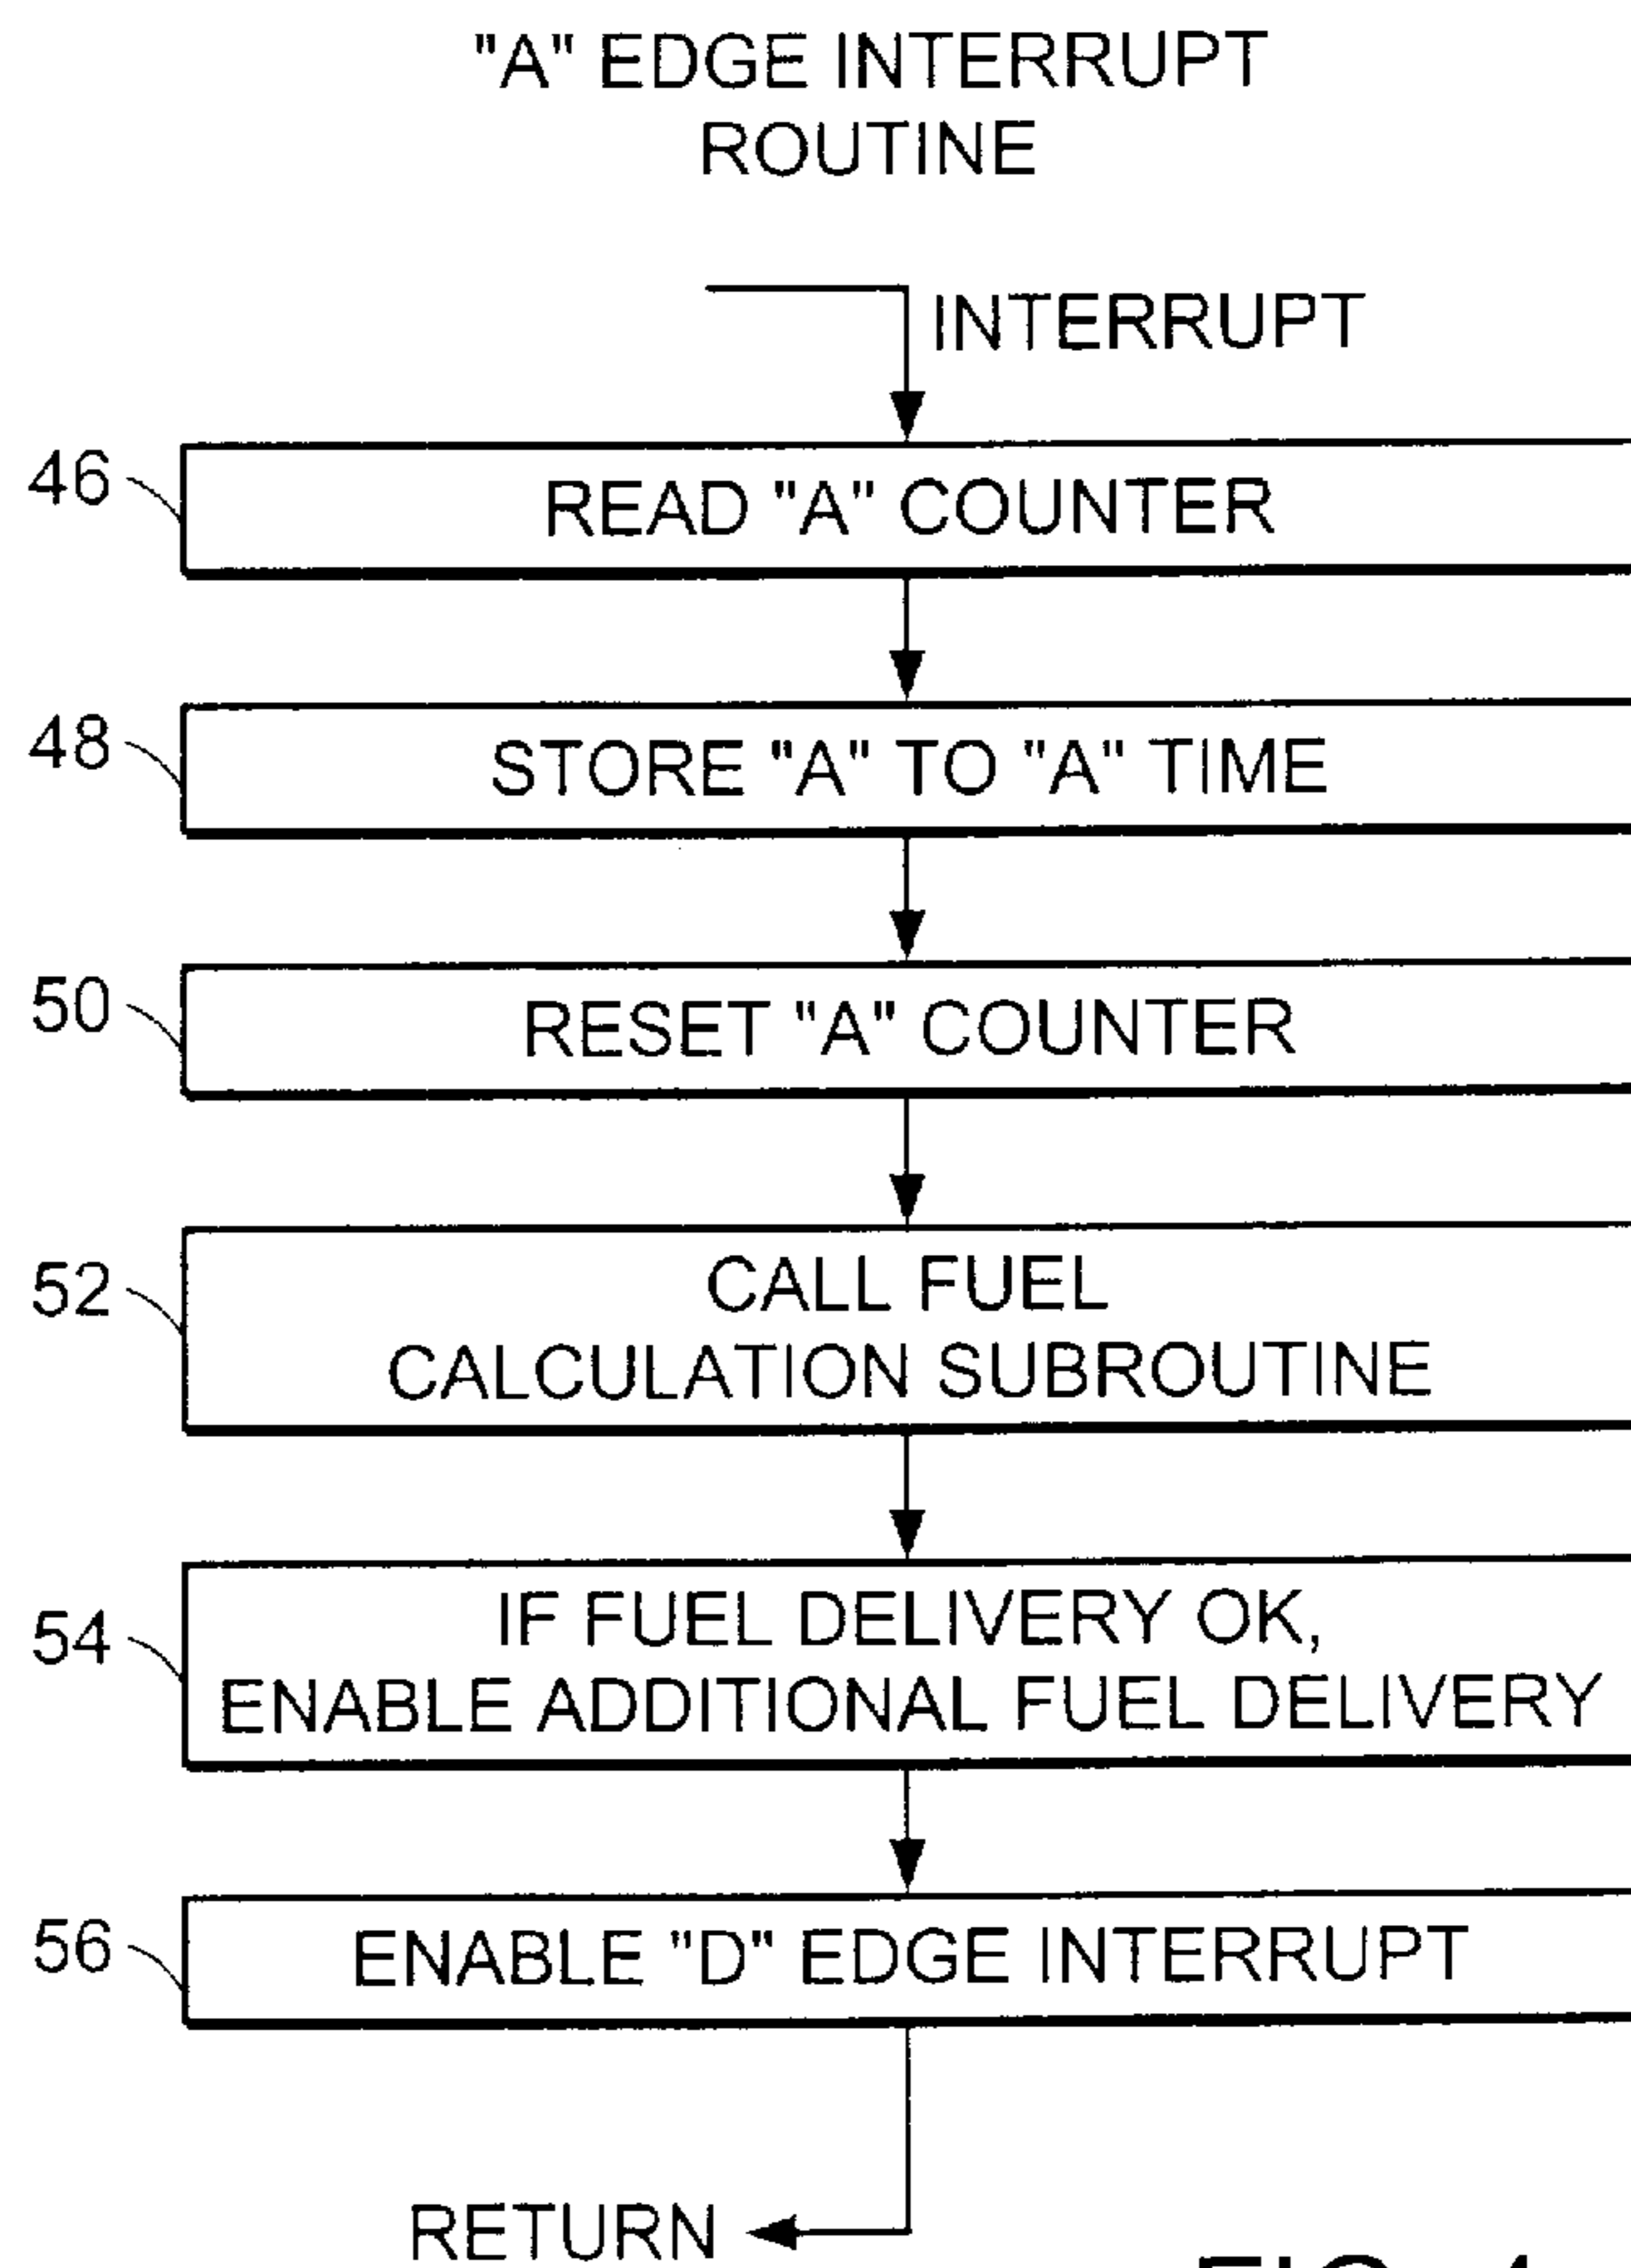 "A" EDGE INTERRUPT
ROUTINE
INTERRUPT
46
READ "A" COUNTER
48
STORE "A" TO "A" TIME
50
RESET "A" COUNTER
52
CALL FUEL
CALCULATION SUBROUTINE
54
IF FUEL DELIVERY OK,
ENABLE ADDITIONAL FUEL DELIVERY
56
ENABLE "D" EDGE INTERRUPT
RETURN